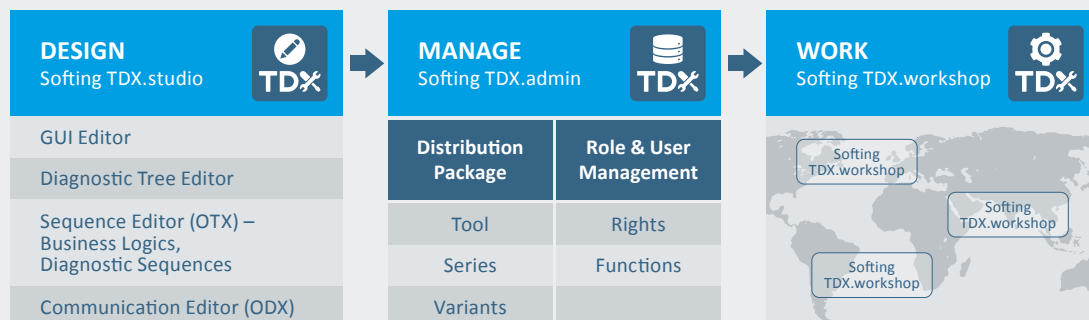 DESIGN
Softing TDX.studio
TDX
GUI Editor
Diagnostic Tree Editor
Sequence Editor (OTX) –
Business Logics,
Diagnostic Sequences
Communication Editor (ODX)
MANAGE
Softing TDX.admin
TDX
Distribution
Package
Role & User
Management
Tool
Rights
Series
Functions
Variants
WORK
Softing TDX.workshop
TDX
Softing
TDX.workshop
Softing
TDX.workshop
Softing
TDX.workshop